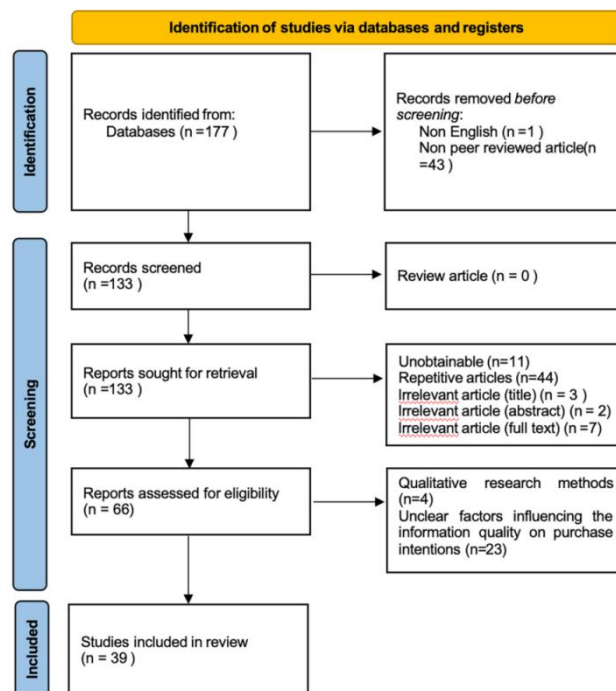 Identification of studies via databases and registers
Identification
Records identified from:
Databases (n =177 )
Records removed before
screening:
Non English (n =1 )
Non peer reviewed article(n
=43 )
Screening
Records screened
(n =133 )
Review article (n = 0 )
Reports sought for retrieval
(n =133 )
Unobtainable (n=11)
Repetitive articles (n=44)
Irrelevant article (title) (n = 3 )
Irrelevant article (abstract) (n = 2)
Irrelevant article (full text) (n =7)
Reports assessed for eligibility
(n = 66)
Qualitative research methods
(n=4)
Unclear factors influencing the
information quality on purchase
intentions (n=23)
Included
Studies included in review
(n = 39 )